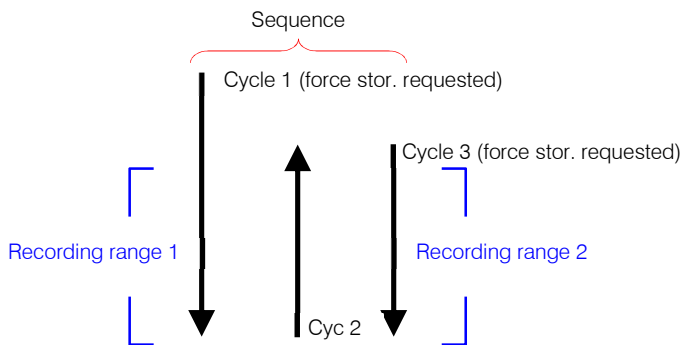 Sequence
Cycle 1 (force stor. requested)
Cycle 3 (force stor. requested)
Recording range 1
Recording range 2
Cyc 2